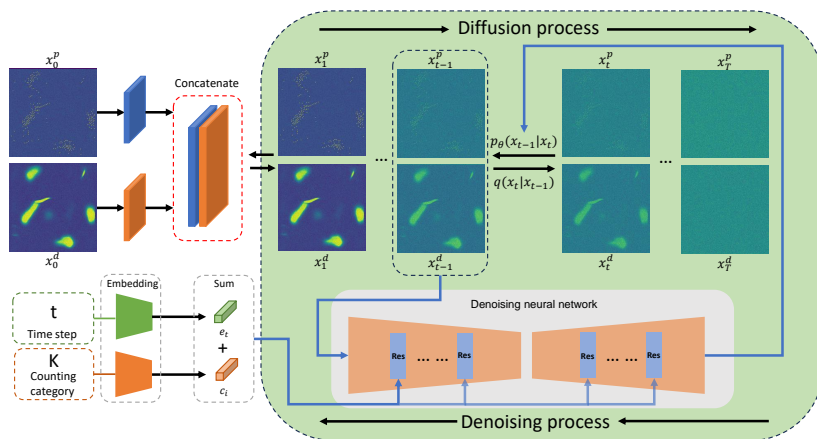 Diffusion process
x_0^p
Concatenate
x_1^p
x_{t-1}^p
x_t^p
x_T^p
...
p_θ(x_{t-1}|x_t)
q(x_t|x_{t-1})
...
x_0^d
x_1^d
x_{t-1}^d
x_t^d
x_T^d
Embedding
Sum
Denoising neural network
t
Time step
e_t
+
K
Counting
category
c_i
Res
... ...
Res
Res
... ...
Res
Denoising process